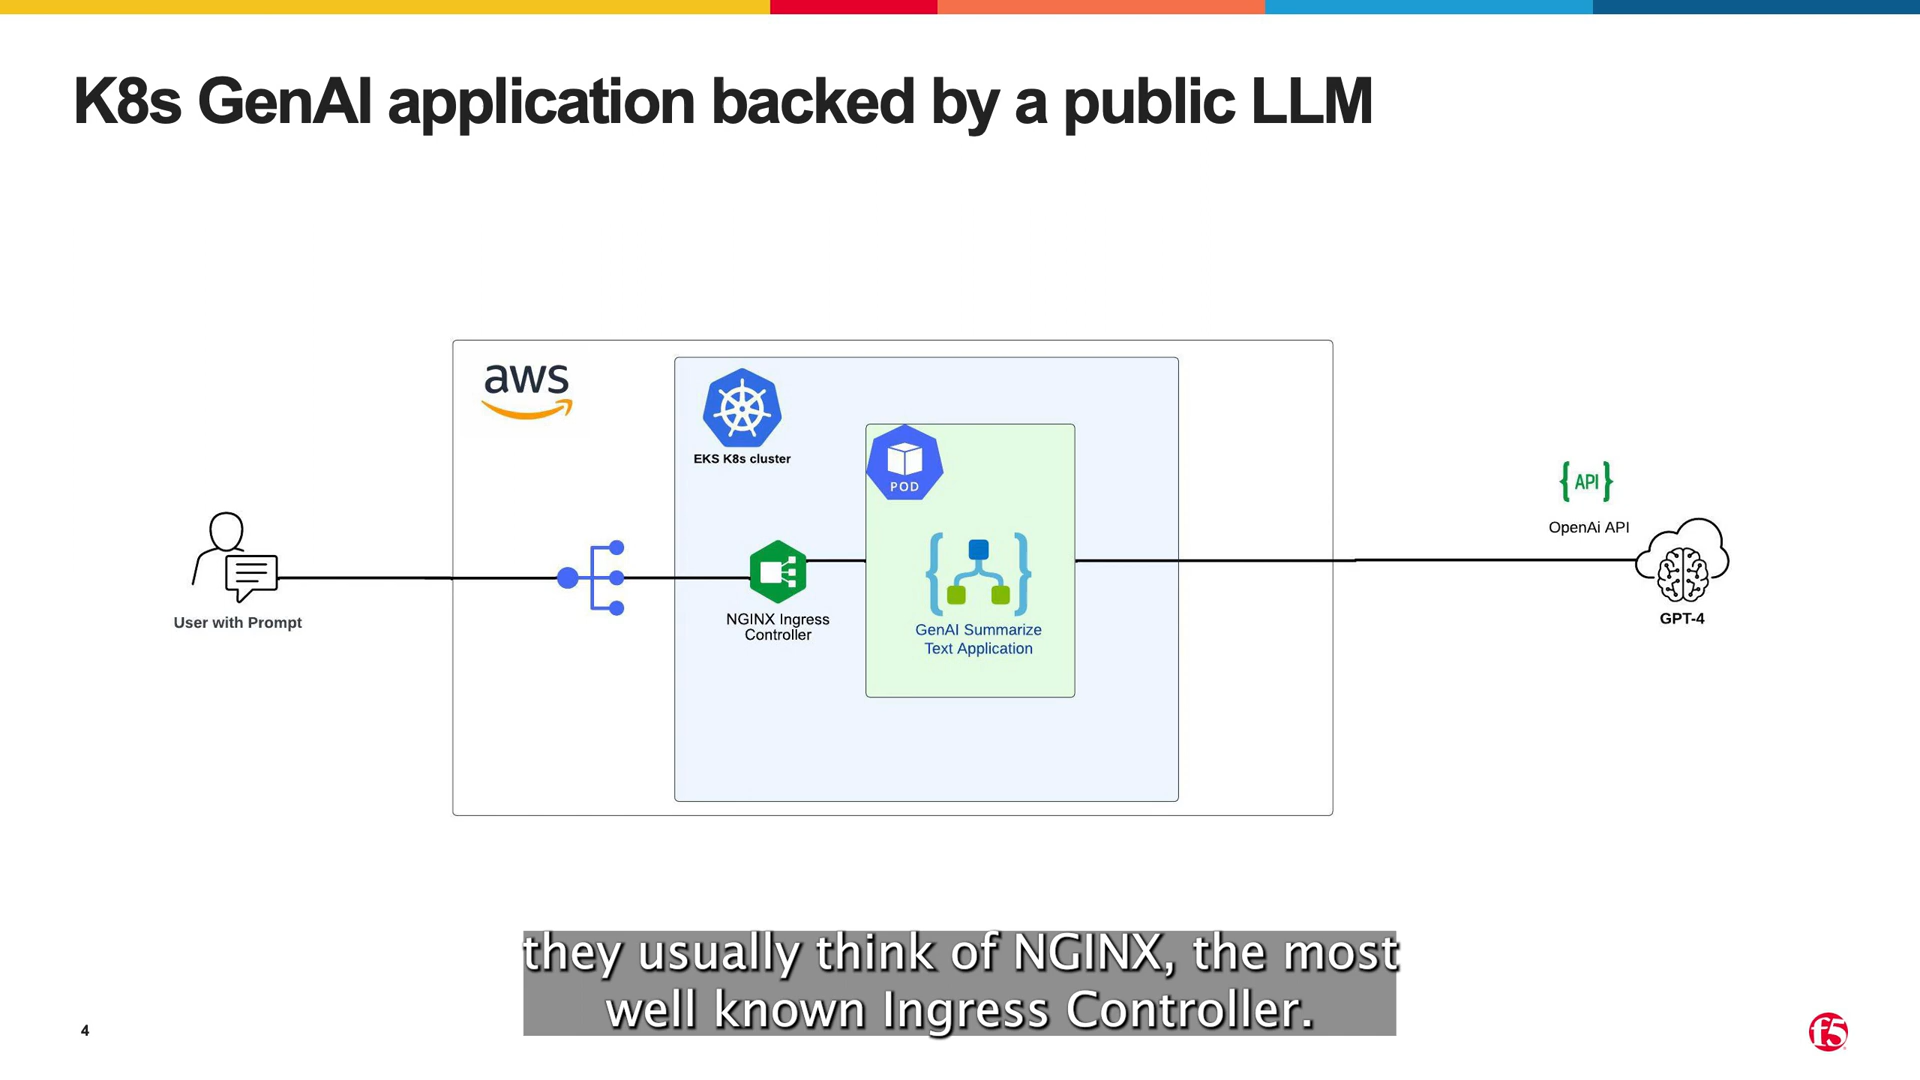 K8s GenAI application backed by a public LLM
aws
EKS K8s cluster
POD
{ API }
OpenAi API
User with Prompt
NGINX Ingress
Controller
GenAI Summarize
Text Application
GPT-4
they usually think of NGINX, the most
well known Ingress Controller.
4
f5